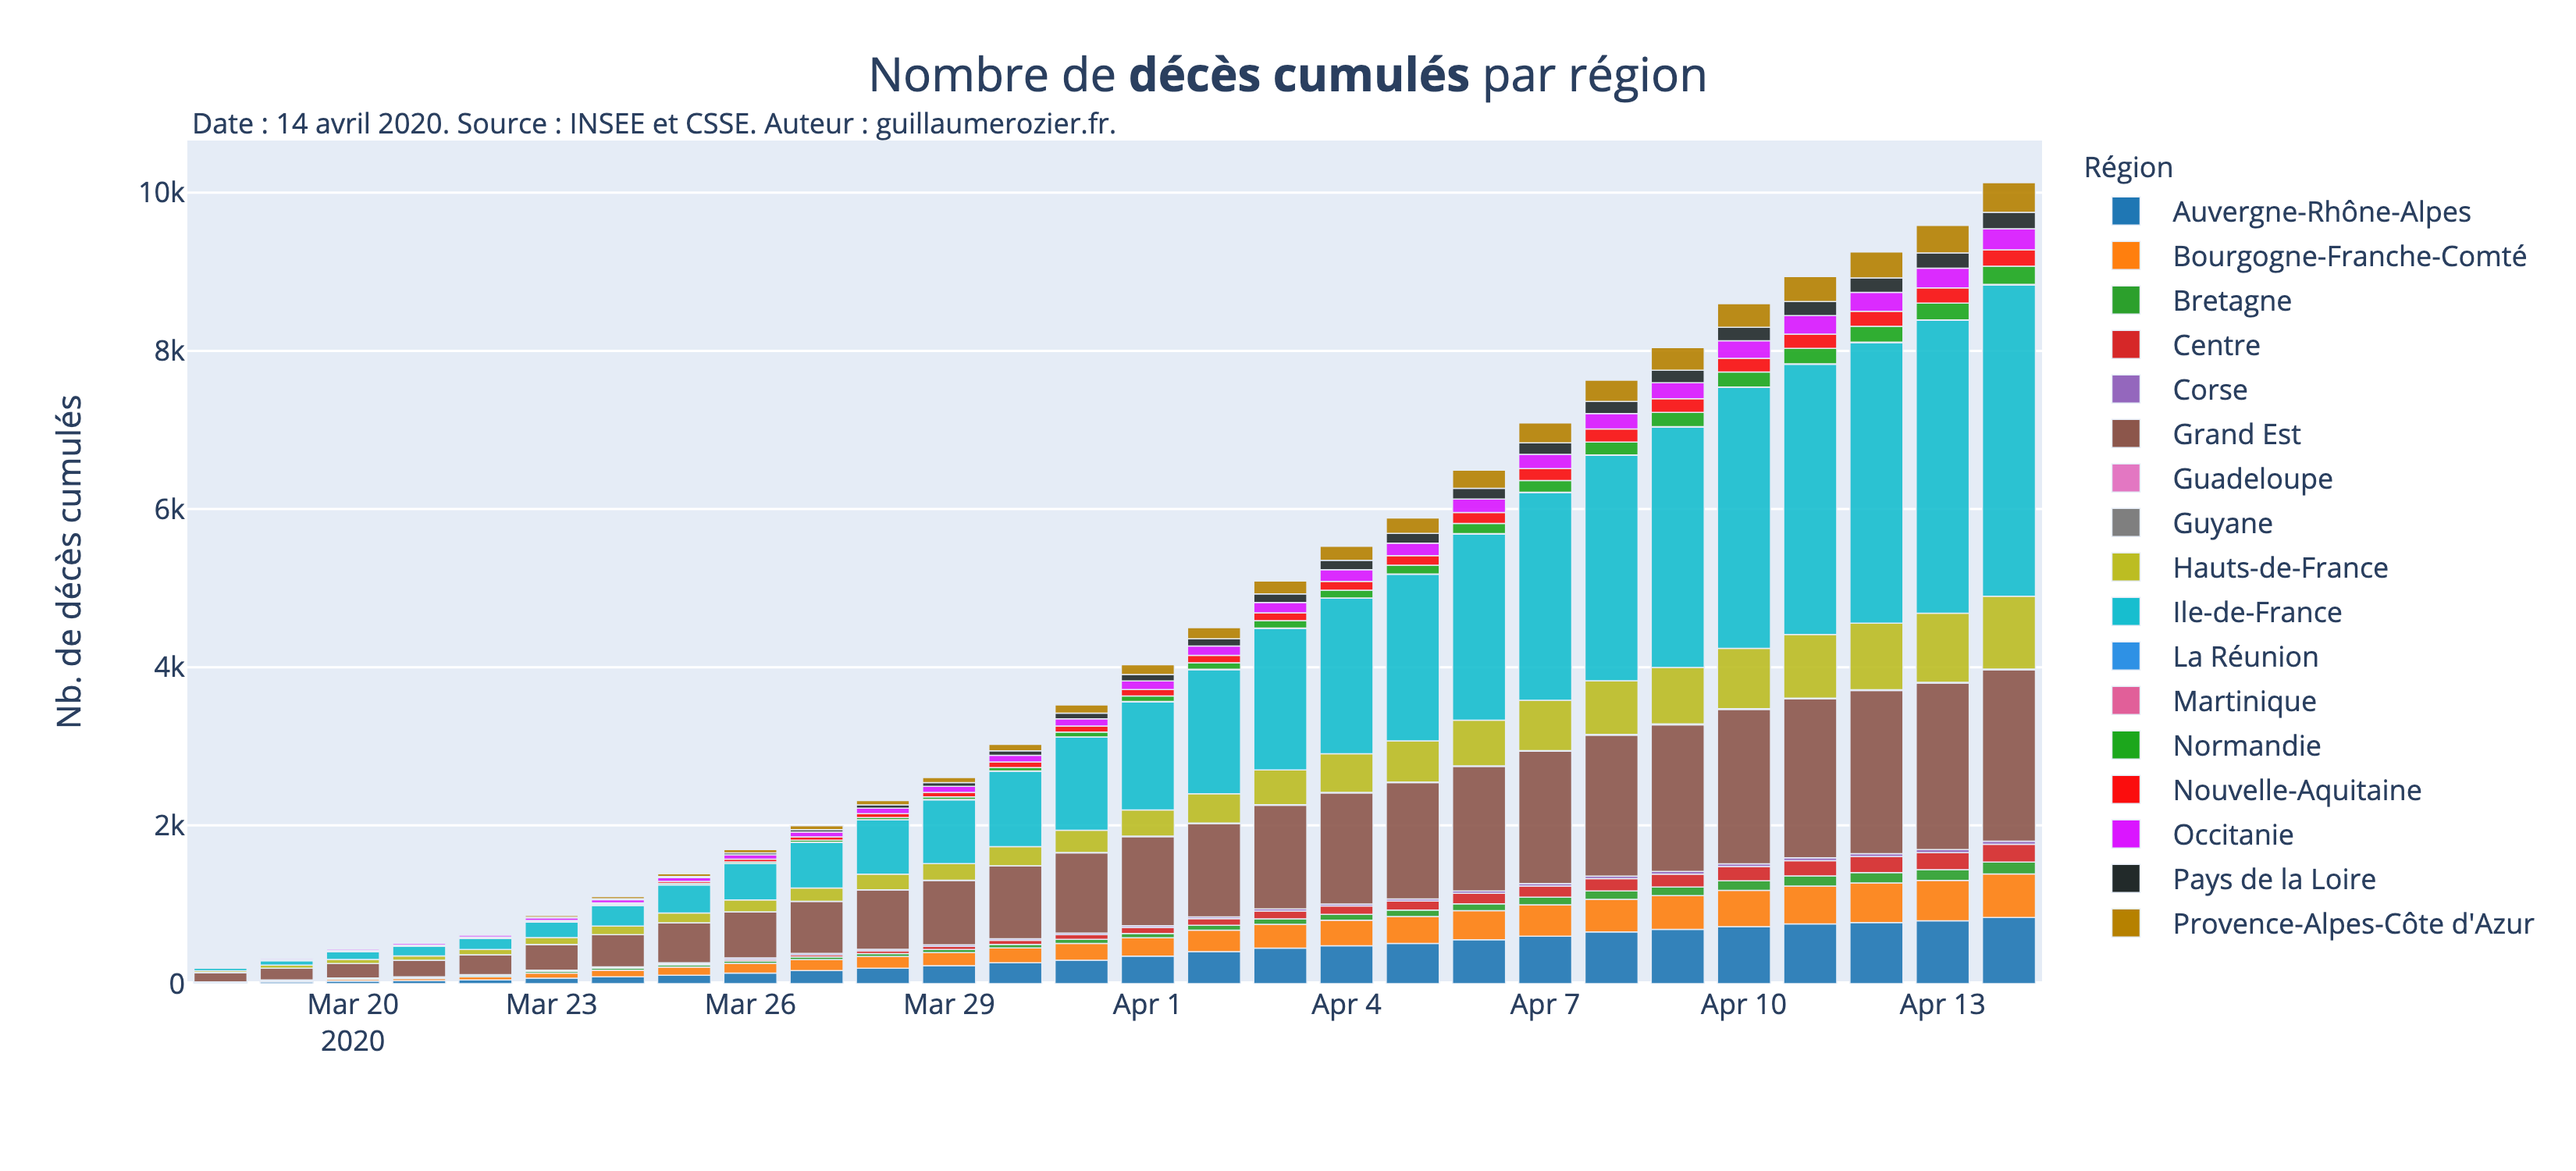 Nombre de décès cumulés par région
Date : 14 avril 2020. Source : INSEE et CSSE. Auteur : guillaumerozier.fr.
Nb. de décès cumulés
10k
8k
6k
4k
2k
0
Mar 20
2020
Mar 23
Mar 26
Mar 29
Apr 1
Apr 4
Apr 7
Apr 10
Apr 13
Région
Auvergne-Rhône-Alpes
Bourgogne-Franche-Comté
Bretagne
Centre
Corse
Grand Est
Guadeloupe
Guyane
Hauts-de-France
Ile-de-France
La Réunion
Martinique
Normandie
Nouvelle-Aquitaine
Occitanie
Pays de la Loire
Provence-Alpes-Côte d'Azur